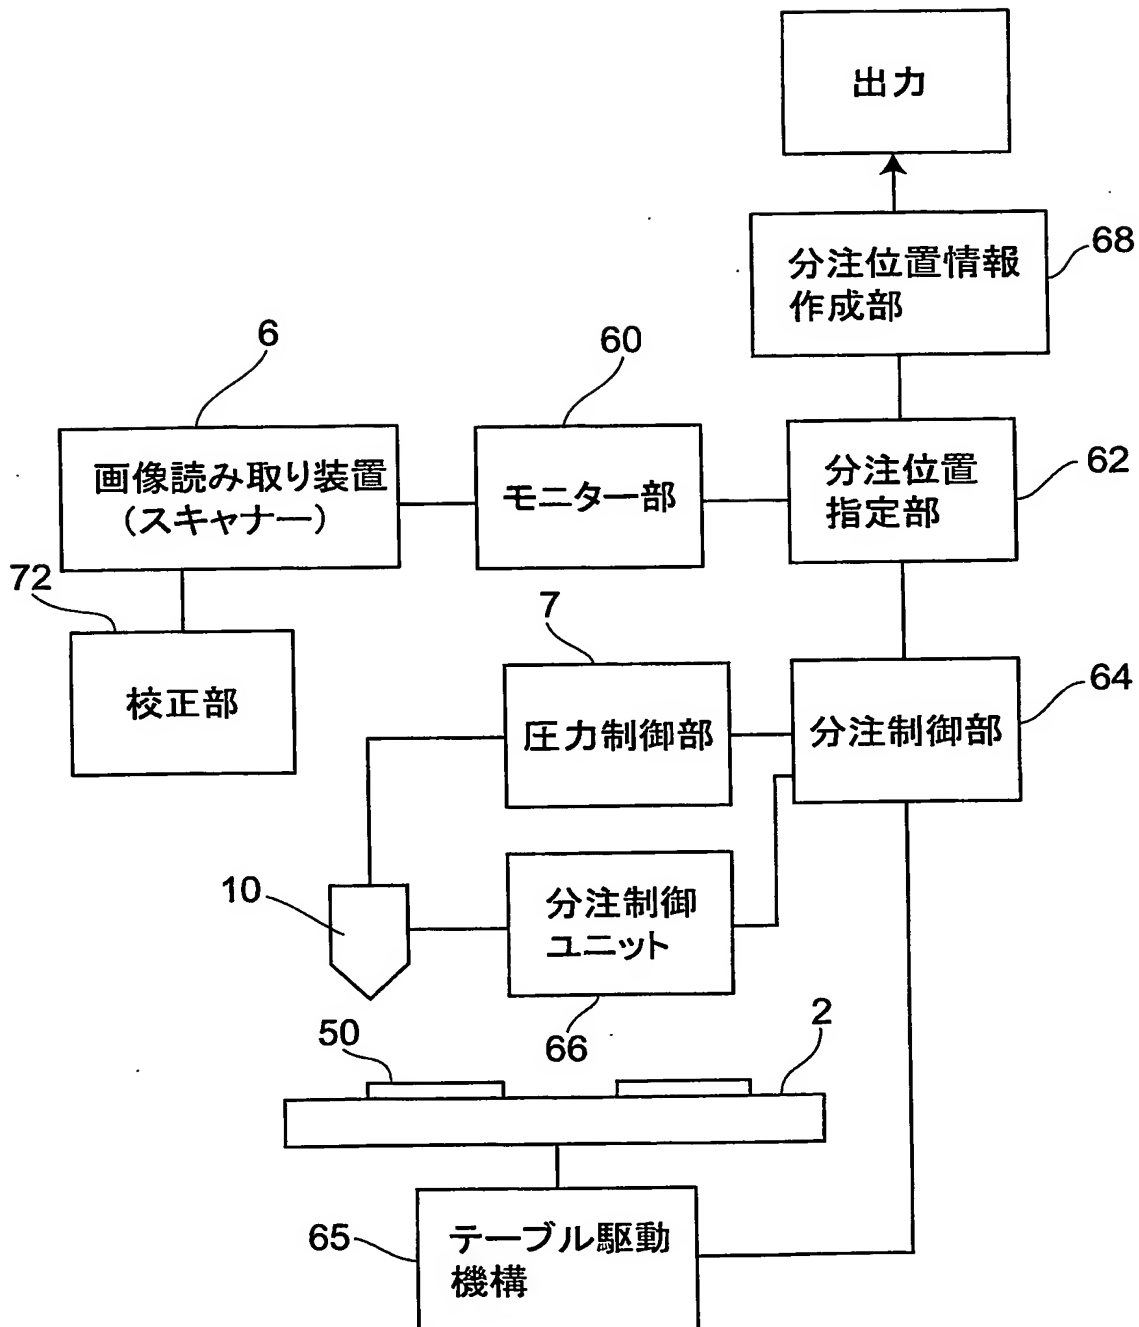 出力
分注位置情報
作成部
68
6
60
画像読み取り装置
(スキャナー)
モニター部
分注位置
指定部
62
72
校正部
7
圧力制御部
分注制御部
64
10
分注制御
ユニット
66
50
2
65
テーブル駆動
機構